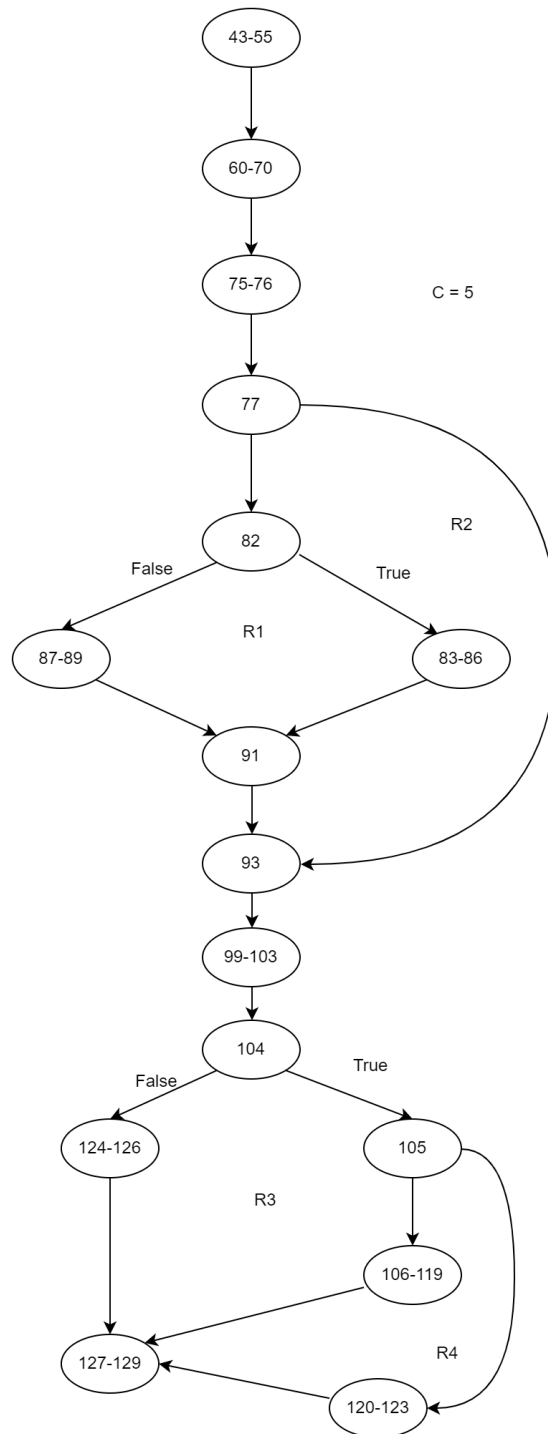 43-55
60-70
75-76
C = 5
77
R2
82
False
True
R1
87-89
83-86
91
93
99-103
104
False
True
124-126
105
R3
106-119
127-129
R4
120-123